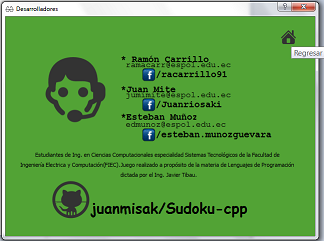 Desarrolladores
Regresar
* Ramón Carrillo
ramacarr@espol.edu.ec
/racarrillo91
*Juan Mite
jumimite@espol.edu.ec
/Juanriosaki
*Esteban Muñoz
edmunoz@espol.edu.ec
/esteban.munozguevara
Estudiantes de Ing. en Ciencias Computacionales especialidad Sistemas Tecnológicos de la Facultad de
Ingeniería Electrica y Computación(FIEC).Juego realizado a propósito de la materia de Lenguajes de Programación
dictada por el Ing. Javier Tibau.
juanmisak/Sudoku-cpp